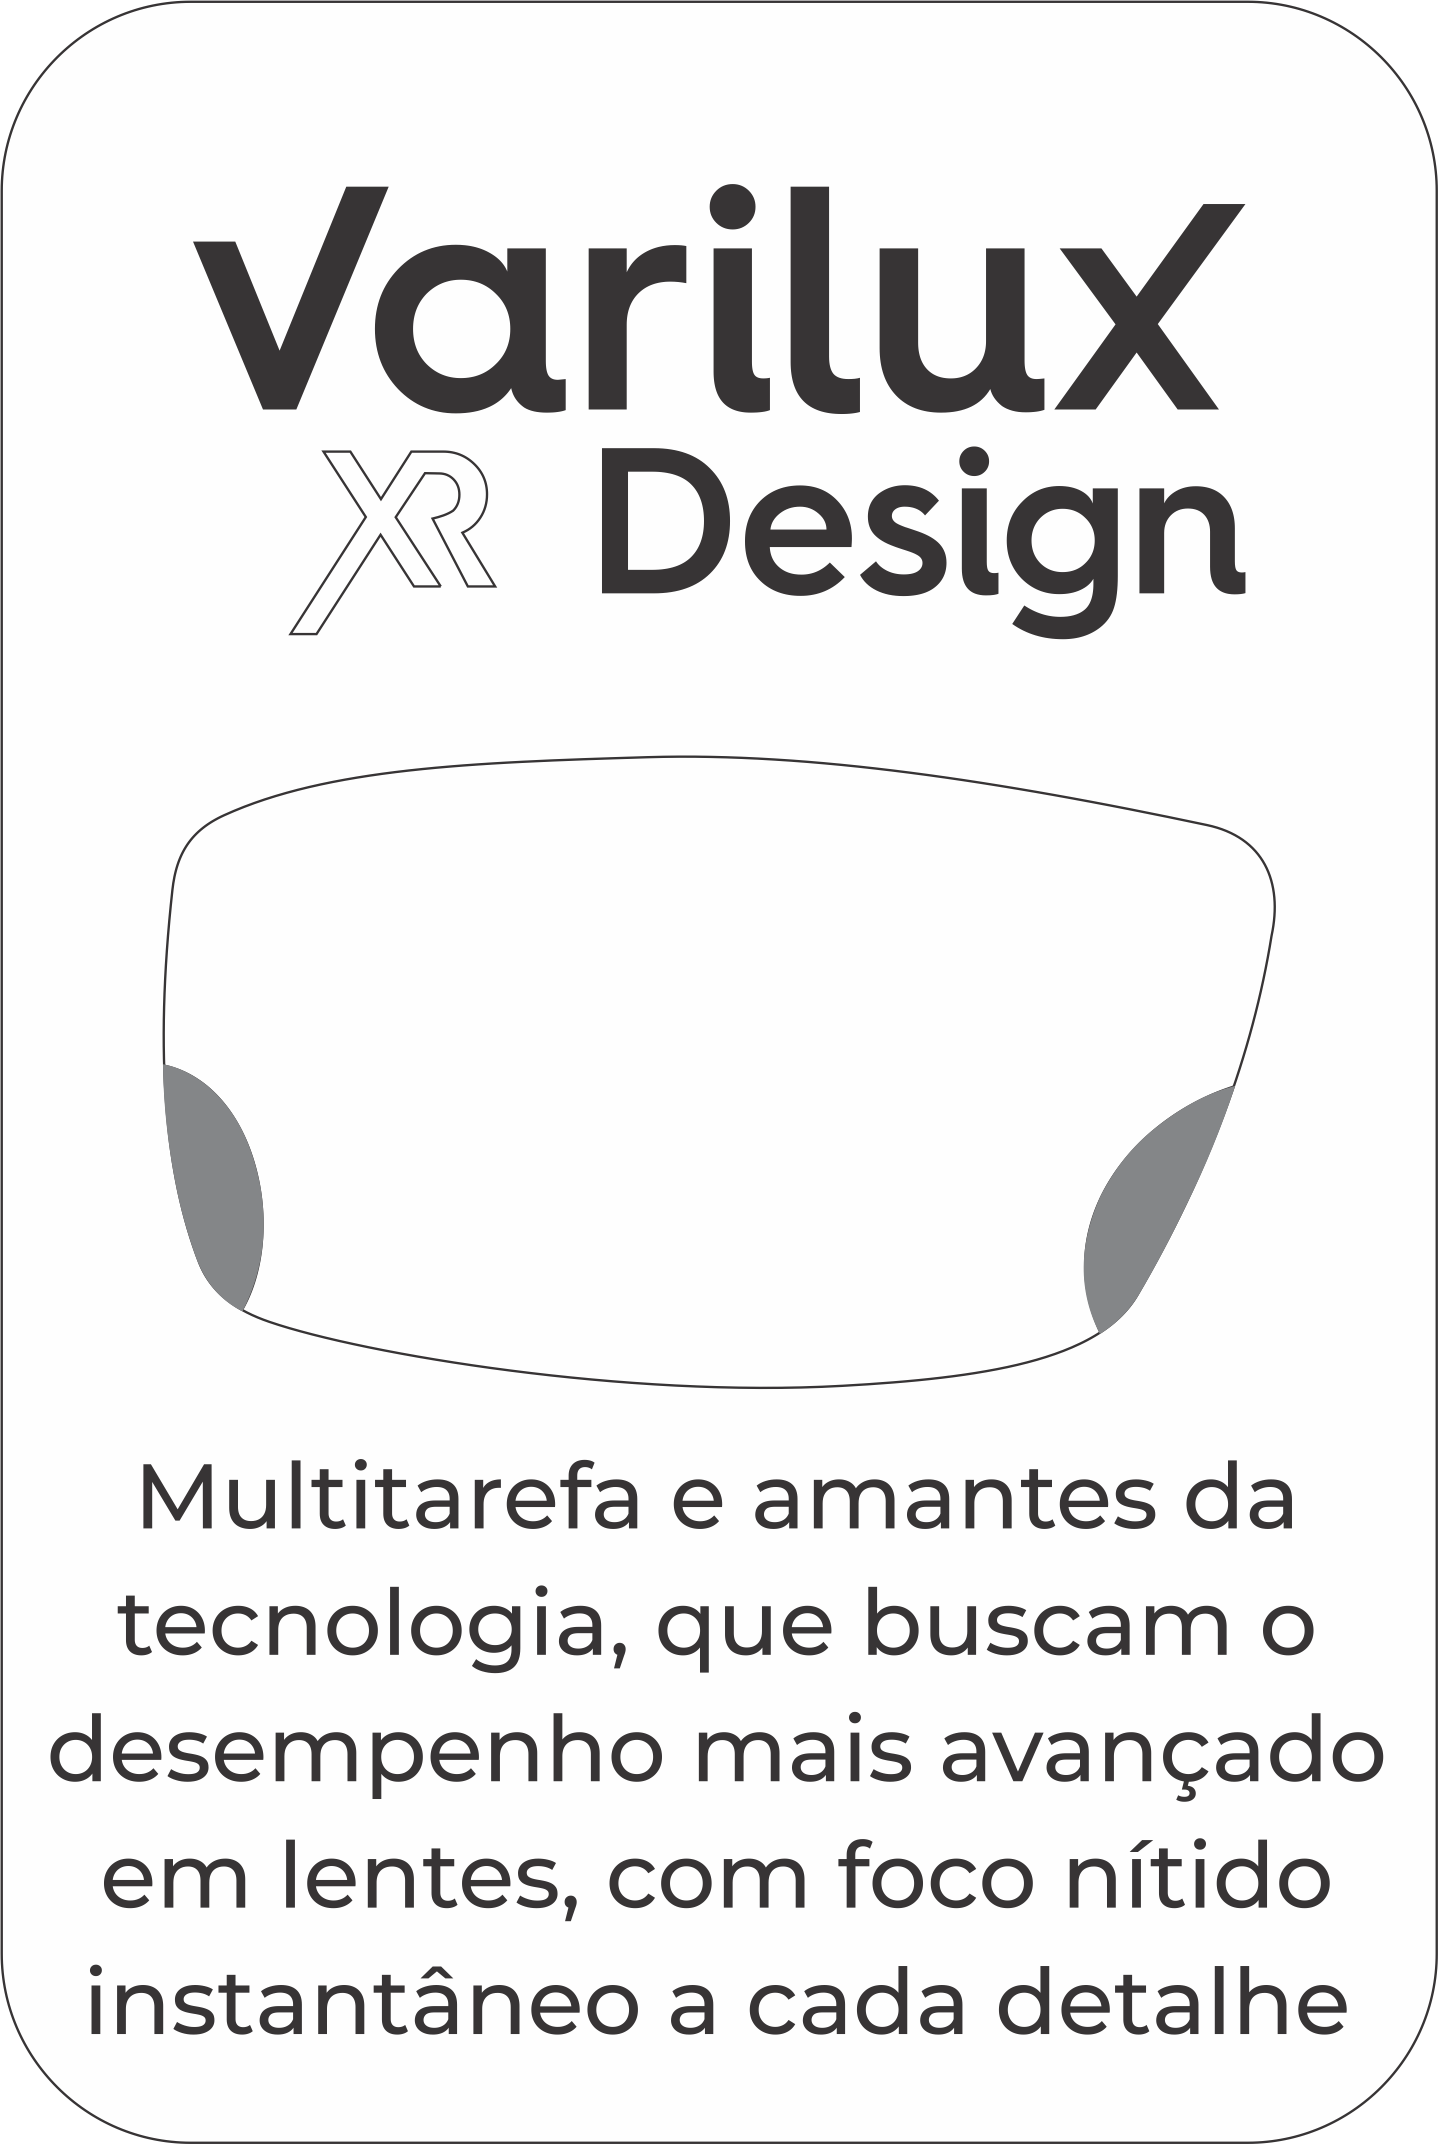 varilux
XR Design
Multitarefa e amantes da
tecnologia, que buscam o
desempenho mais avançado
em lentes, com foco nítido
instantâneo a cada detalhe